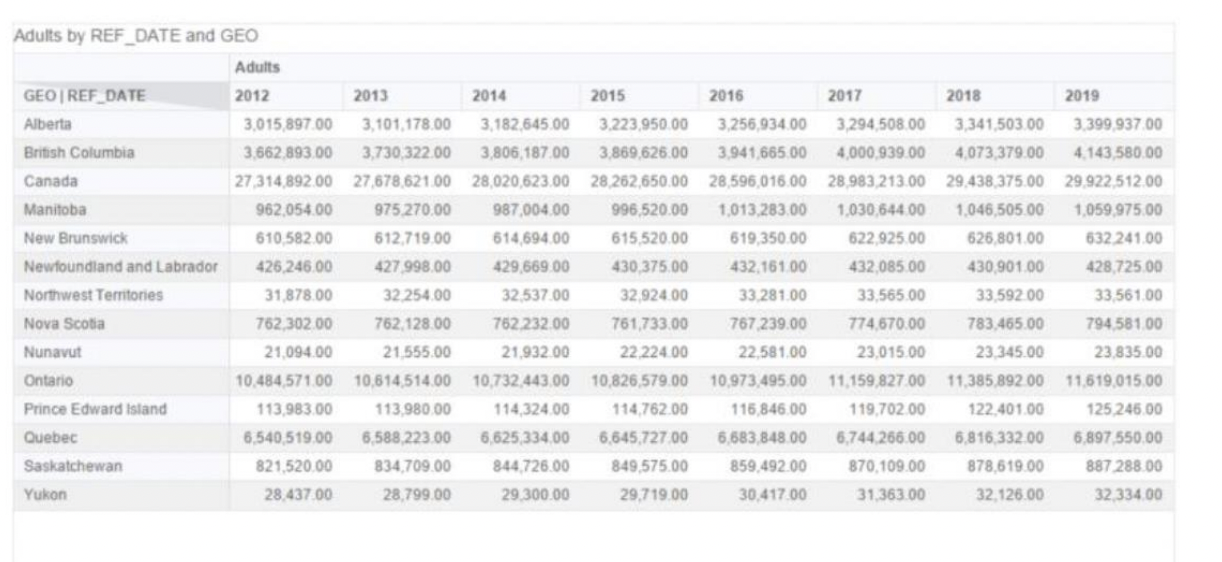 Adults by REF_DATE and GEO
Adults
GEO | REF_DATE 2012 2013 2014 2015 2016 2017 2018 2019
Alberta 3,015,897.00 3,101,178.00 3,182,645.00 3,223,950.00 3,256,934.00 3,294,508.00 3,341,503.00 3,399,937.00
British Columbia 3,662,893.00 3,730,322.00 3,806,187.00 3,869,626.00 3,941,665.00 4,000,939.00 4,073,379.00 4,143,580.00
Canada 27,314,892.00 27,678,621.00 28,020,623.00 28,262,650.00 28,596,016.00 28,983,213.00 29,438,375.00 29,922,512.00
Manitoba 962,054.00 975,270.00 987,004.00 996,520.00 1,013,283.00 1,030,644.00 1,046,505.00 1,059,975.00
New Brunswick 610,582.00 612,719.00 614,694.00 615,520.00 619,350.00 622,925.00 626,801.00 632,241.00
Newfoundland and Labrador 426,246.00 427,998.00 429,669.00 430,375.00 432,161.00 432,085.00 430,901.00 428,725.00
Northwest Territories 31,878.00 32,254.00 32,537.00 32,924.00 33,281.00 33,565.00 33,592.00 33,561.00
Nova Scotia 762,302.00 762,128.00 762,232.00 761,733.00 767,239.00 774,670.00 783,465.00 794,581.00
Nunavut 21,094.00 21,555.00 21,932.00 22,224.00 22,581.00 23,015.00 23,345.00 23,835.00
Ontario 10,484,571.00 10,614,514.00 10,732,443.00 10,826,579.00 10,973,495.00 11,159,827.00 11,385,892.00 11,619,015.00
Prince Edward Island 113,983.00 113,980.00 114,324.00 114,762.00 116,846.00 119,702.00 122,401.00 125,246.00
Quebec 6,540,519.00 6,588,223.00 6,625,334.00 6,645,727.00 6,683,848.00 6,744,266.00 6,816,332.00 6,897,550.00
Saskatchewan 821,520.00 834,709.00 844,726.00 849,575.00 859,492.00 870,109.00 878,619.00 887,288.00
Yukon 28,437.00 28,799.00 29,300.00 29,719.00 30,417.00 31,363.00 32,126.00 32,334.00